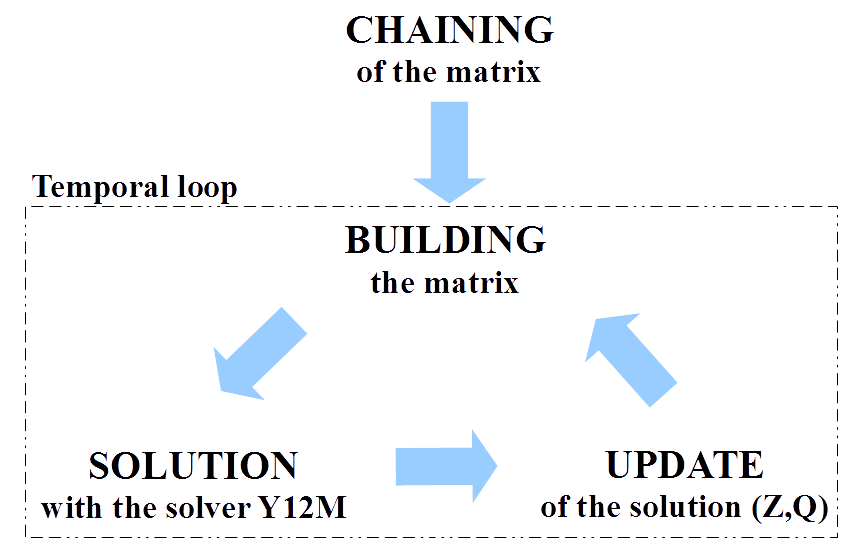 CHAINING
of the matrix
Temporal loop
BUILDING
the matrix
SOLUTION
with the solver Y12M
UPDATE
of the solution (Z,Q)